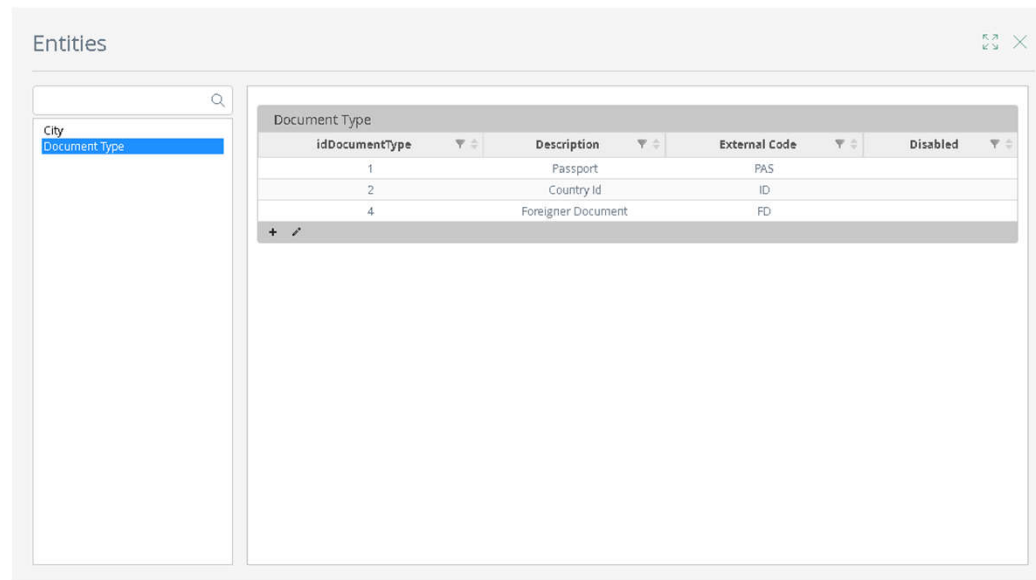 Entities
City
Document Type
Document Type
idDocumentType Description External Code Disabled
1 Passport PAS
2 Country Id ID
4 Foreigner Document FD